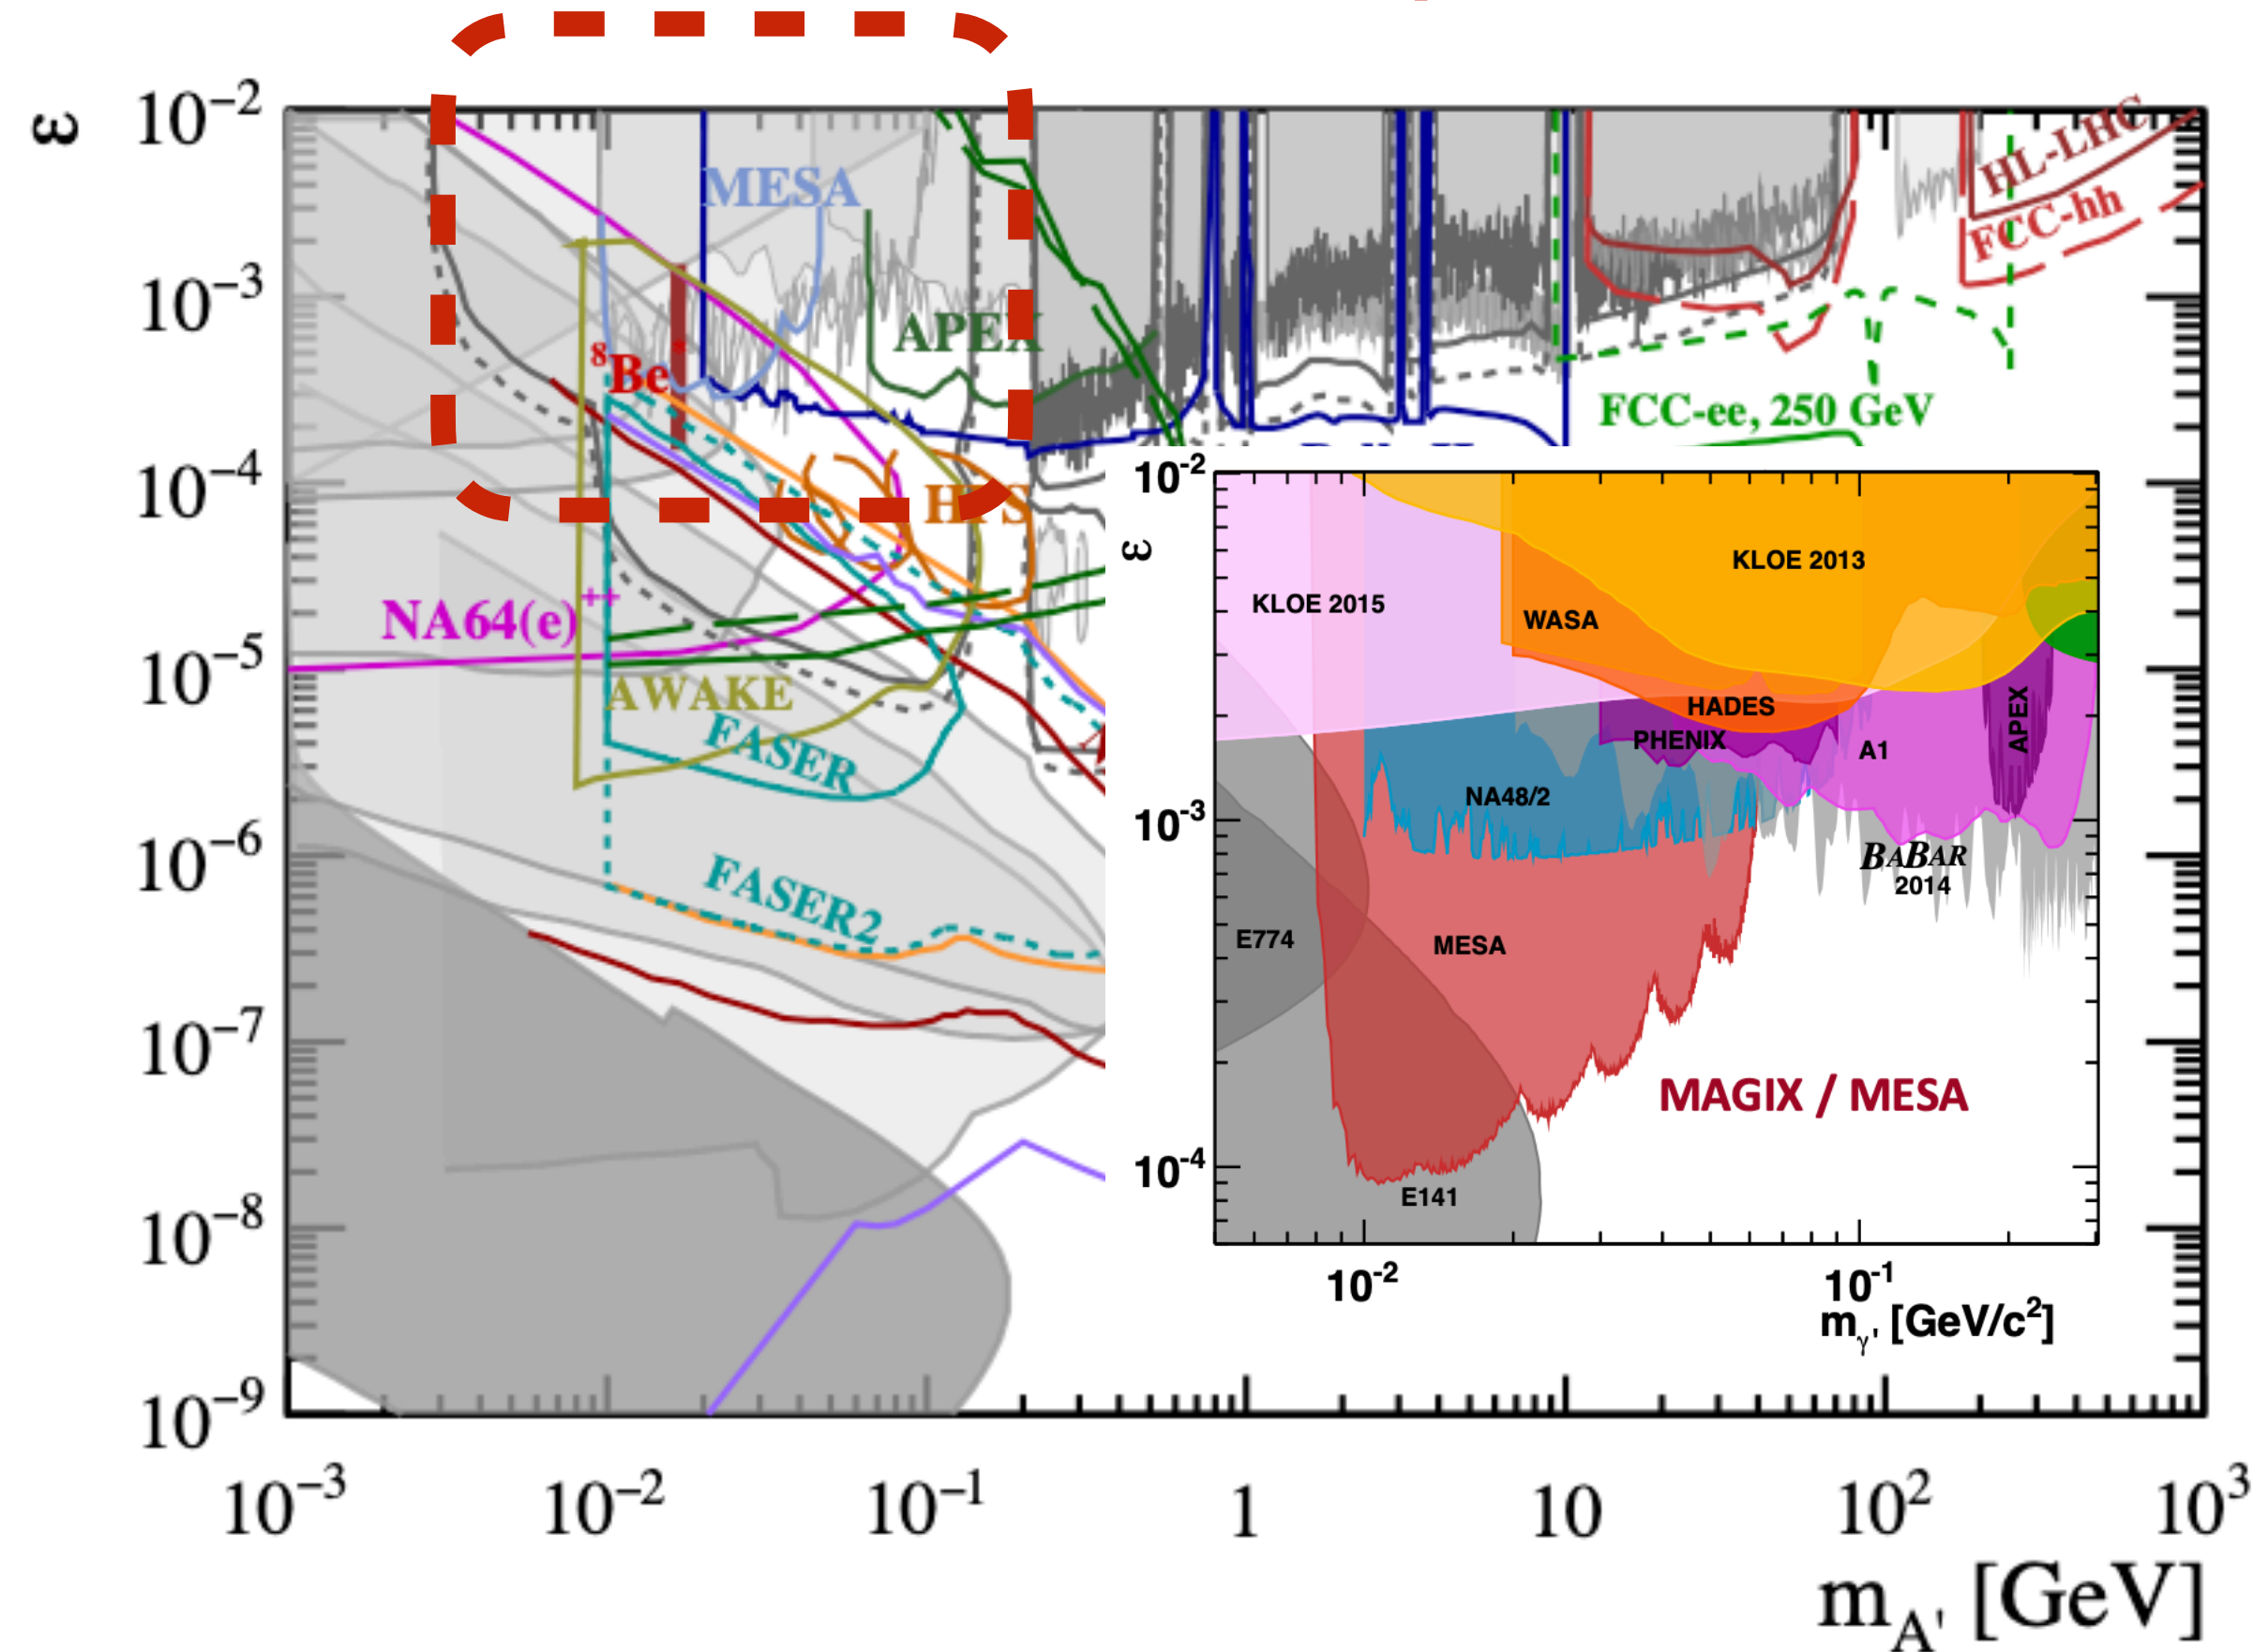 ε
10⁻²
10⁻³
10⁻⁴
10⁻⁵
10⁻⁶
10⁻⁷
10⁻⁸
10⁻⁹
MESA
APEX
⁸Be*
HPS
NA64(e)⁺⁺
AWAKE
FASER
FASER2
HL-LHC
FCC-hh
FCC-ee, 250 GeV
10⁻³
10⁻²
10⁻¹
1
10
10²
10³
m_A' [GeV]
ε
10⁻²
10⁻³
10⁻⁴
KLOE 2013
KLOE 2015
WASA
HADES
PHENIX
A1
APEX
NA48/2
BABAR
2014
E774
MESA
MAGIX / MESA
E141
10⁻²
10⁻¹
m_γ' [GeV/c²]